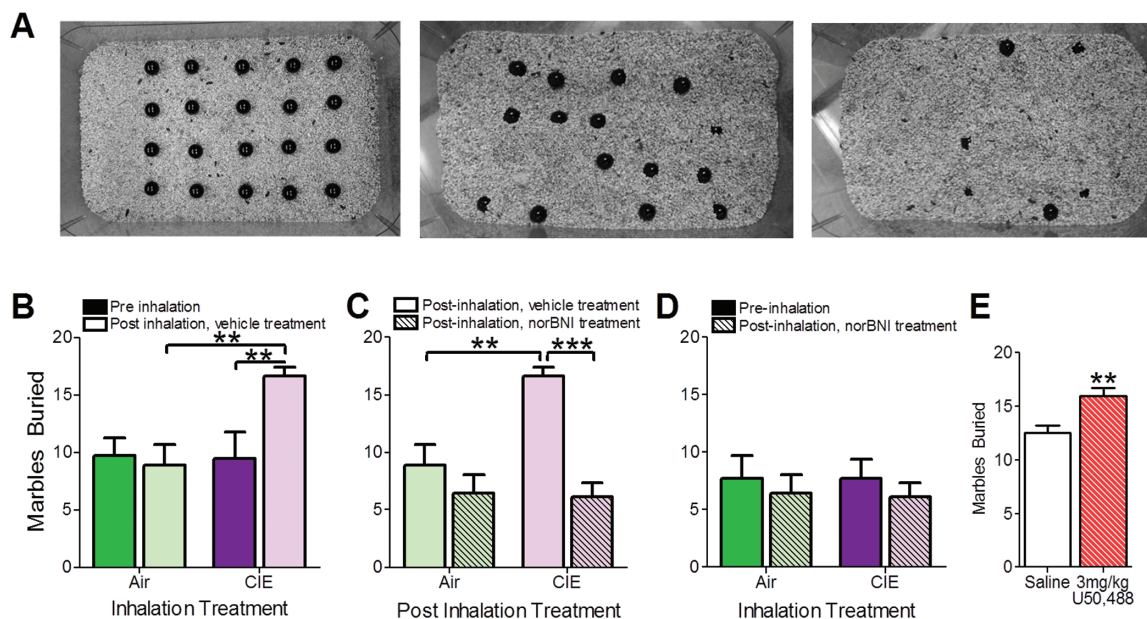 A
B
Pre inhalation
Post inhalation, vehicle treatment
Marbles Buried
20
15
10
5
0
**
**
Air
CIE
Inhalation Treatment
C
Post-inhalation, vehicle treatment
Post-inhalation, norBNI treatment
20
15
10
5
0
**
***
Air
CIE
Post Inhalation Treatment
D
Pre-inhalation
Post-inhalation, norBNI treatment
20
15
10
5
0
Air
CIE
Inhalation Treatment
E
Marbles Buried
20
15
10
5
0
**
Saline
3mg/kg
U50,488